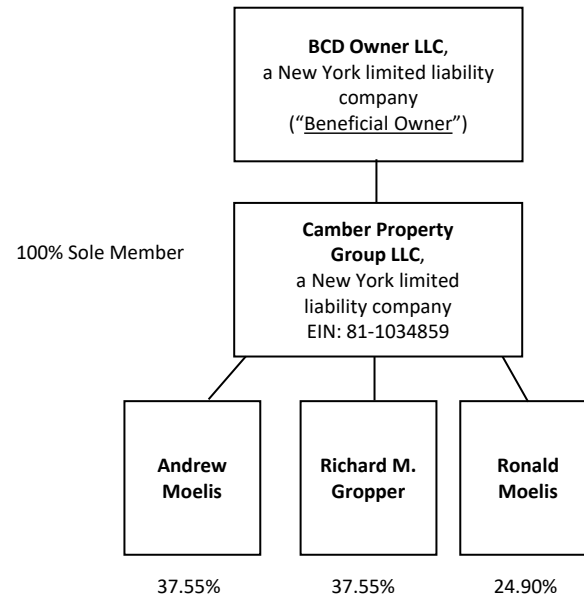 BCD Owner LLC,
a New York limited liability
company
(“Beneficial Owner”)
100% Sole Member
Camber Property
Group LLC,
a New York limited
liability company
EIN: 81-1034859
Andrew
Moelis
Richard M.
Gropper
Ronald
Moelis
37.55%
37.55%
24.90%